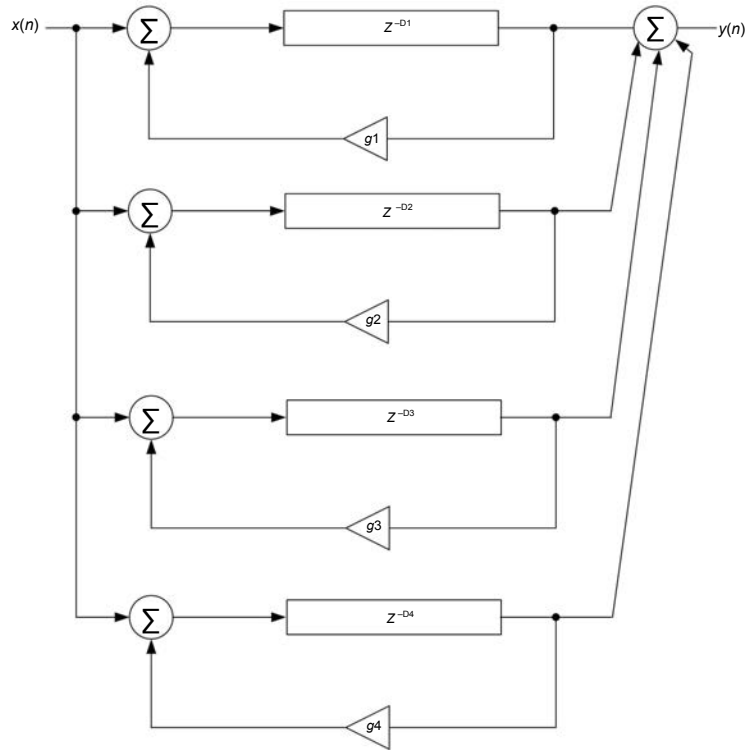 x(n) ∑ Z⁻ᴰ¹ ∑ y(n)
g1
∑ Z⁻ᴰ²
g2
∑ Z⁻ᴰ³
g3
∑ Z⁻ᴰ⁴
g4